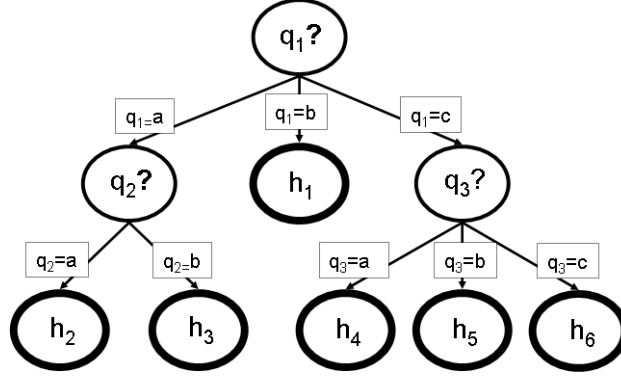 q₁?
q₁₌a
q₁=b
q₁=c
q₂?
h₁
q₃?
q₂=a
q₂₌b
q₃=a
q₃=b
q₃=c
h₂
h₃
h₄
h₅
h₆